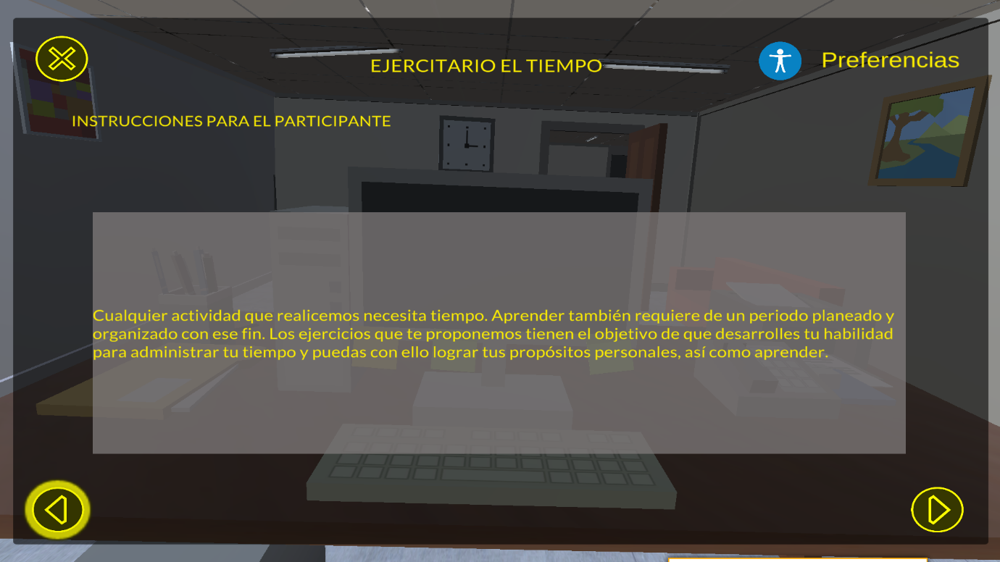 EJERCITARIO EL TIEMPO
Preferencias
INSTRUCCIONES PARA EL PARTICIPANTE
Cualquier actividad que realicemos necesita tiempo. Aprender también requiere de un periodo planeado y
organizado con ese fin. Los ejercicios que te proponemos tienen el objetivo de que desarrolles tu habilidad
para administrar tu tiempo y puedas con ello lograr tus propósitos personales, así como aprender.